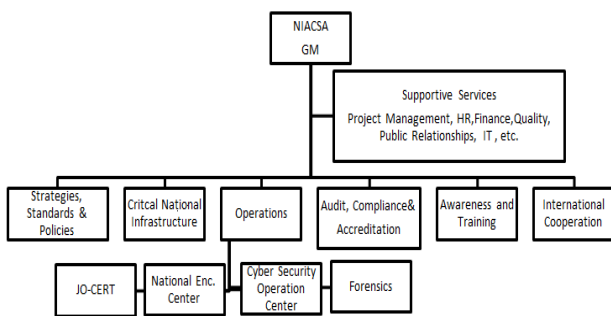 NIACSA
GM
Supportive Services
Project Management, HR,Finance,Quality,
Public Relationships, IT , etc.
Strategies,
Standards &
Policies
Critcal National
Infrastructure
Operations
Audit, Compliance&
Accreditation
Awareness and
Training
International
Cooperation
JO-CERT
National Enc.
Center
Cyber Security
Operation
Center
Forensics